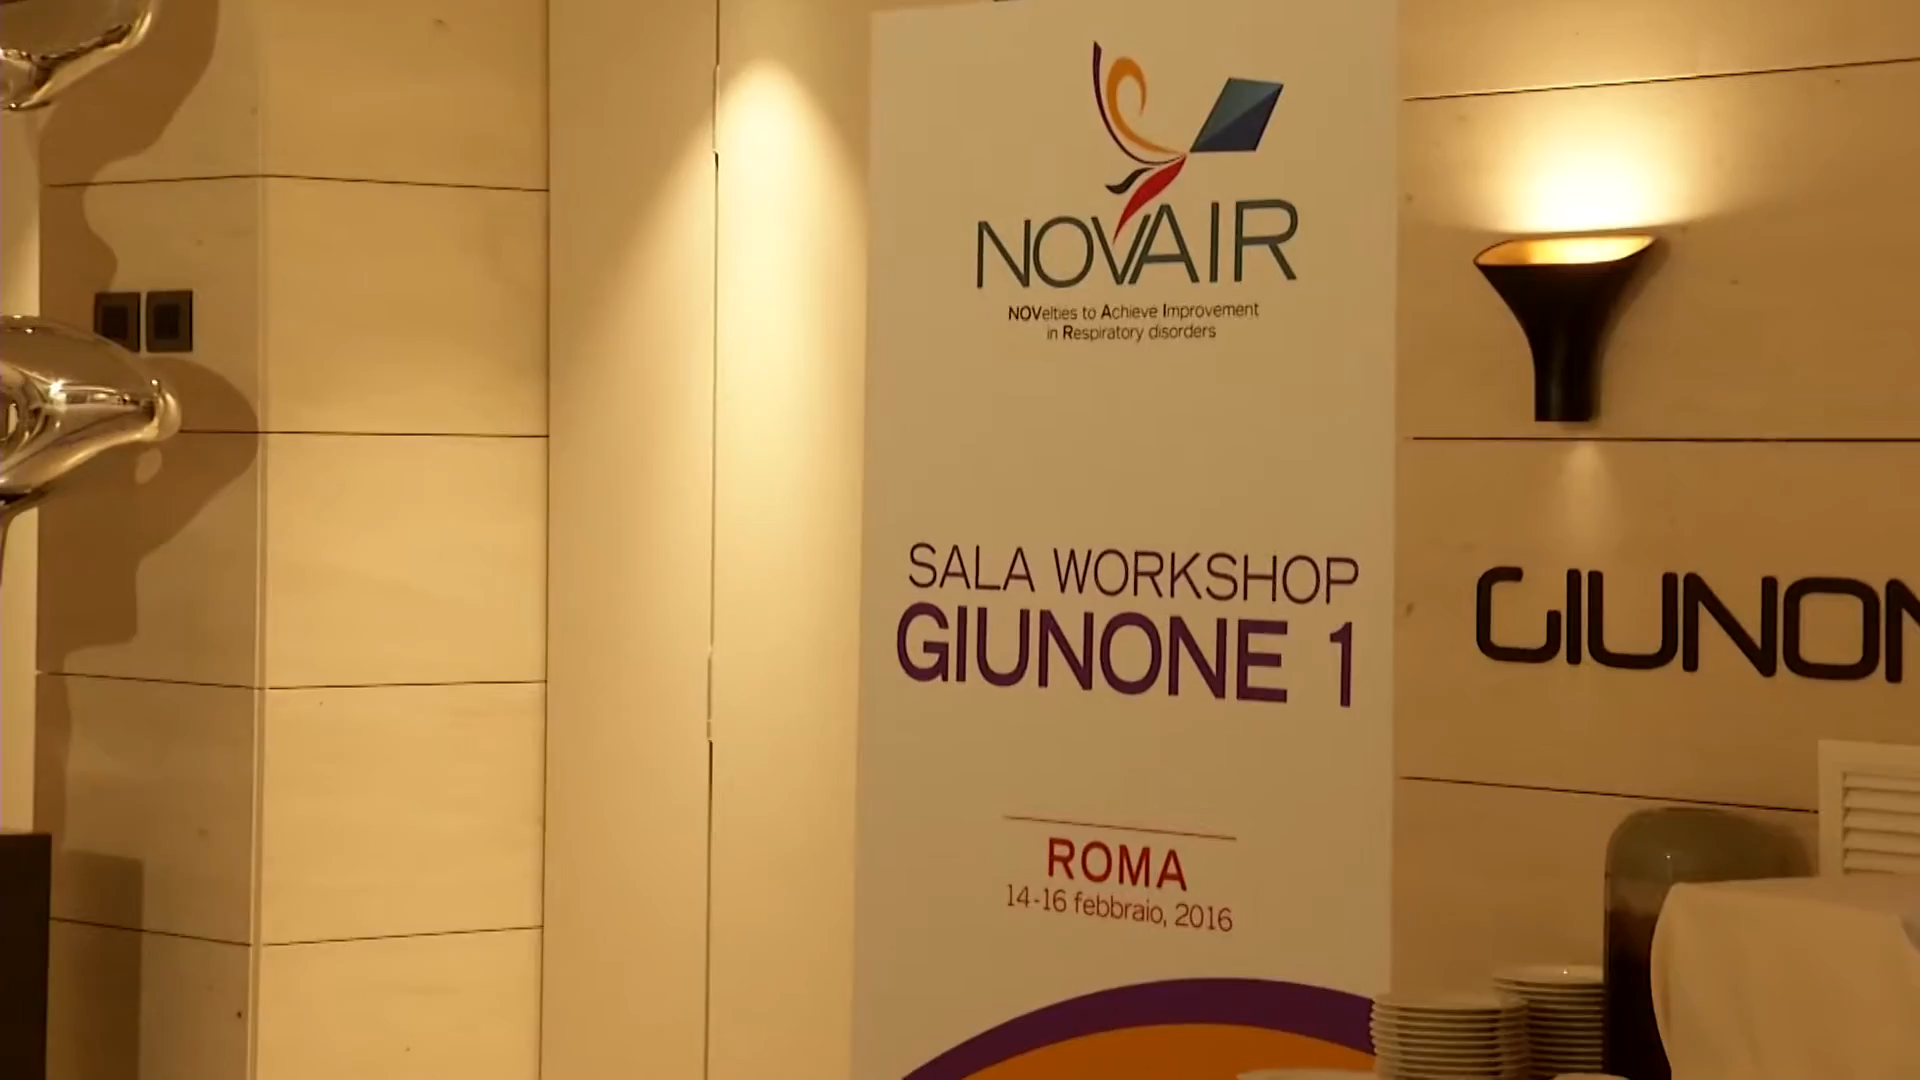 NOVAIR
NOVelties to Achieve Improvement
in Respiratory disorders
SALA WORKSHOP
GIUNONE 1
ROMA
14-16 febbraio, 2016
GIUNON